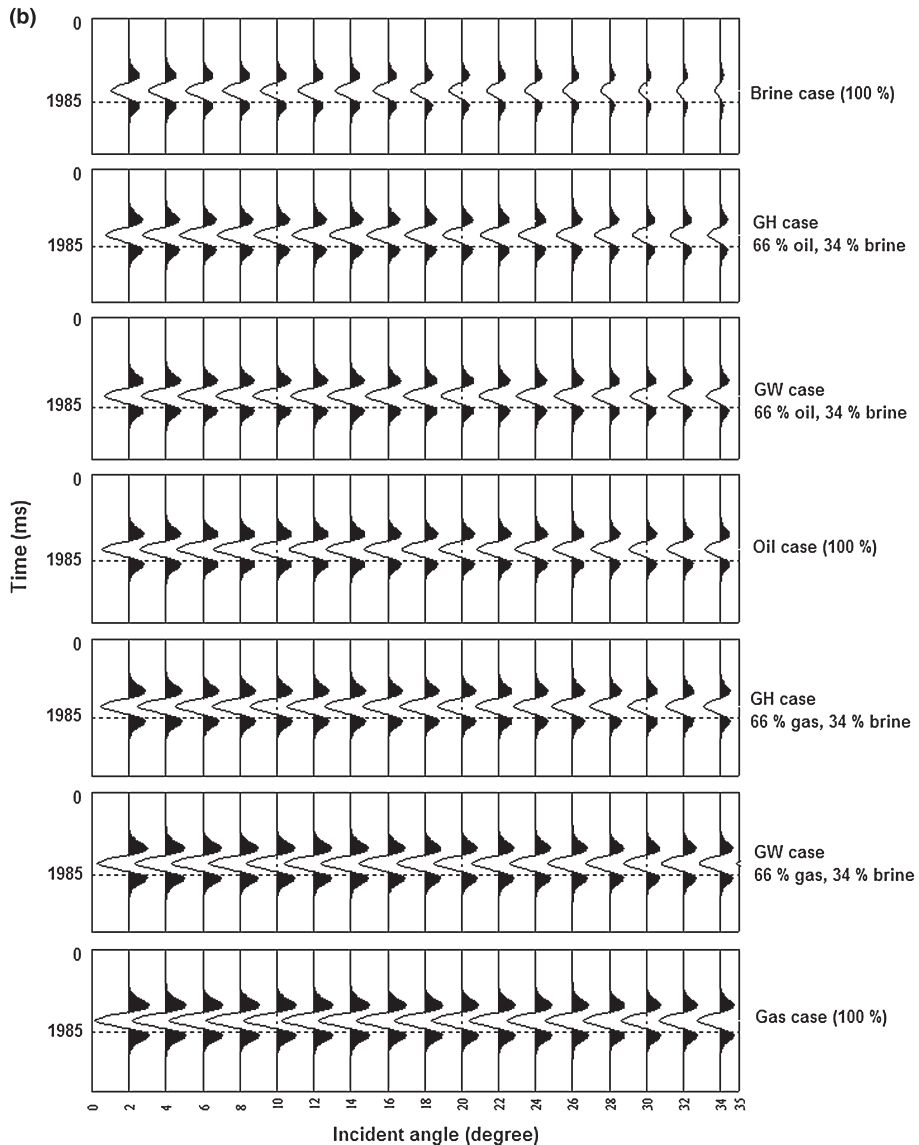 (b)
0
1985
Brine case (100 %)
0
1985
GH case
66 % oil, 34 % brine
0
1985
GW case
66 % oil, 34 % brine
0
1985
Oil case (100 %)
0
1985
GH case
66 % gas, 34 % brine
0
1985
GW case
66 % gas, 34 % brine
0
1985
Gas case (100 %)
Time (ms)
0 2 4 6 8 10 12 14 16 18 20 22 24 26 28 30 32 34 35
Incident angle (degree)